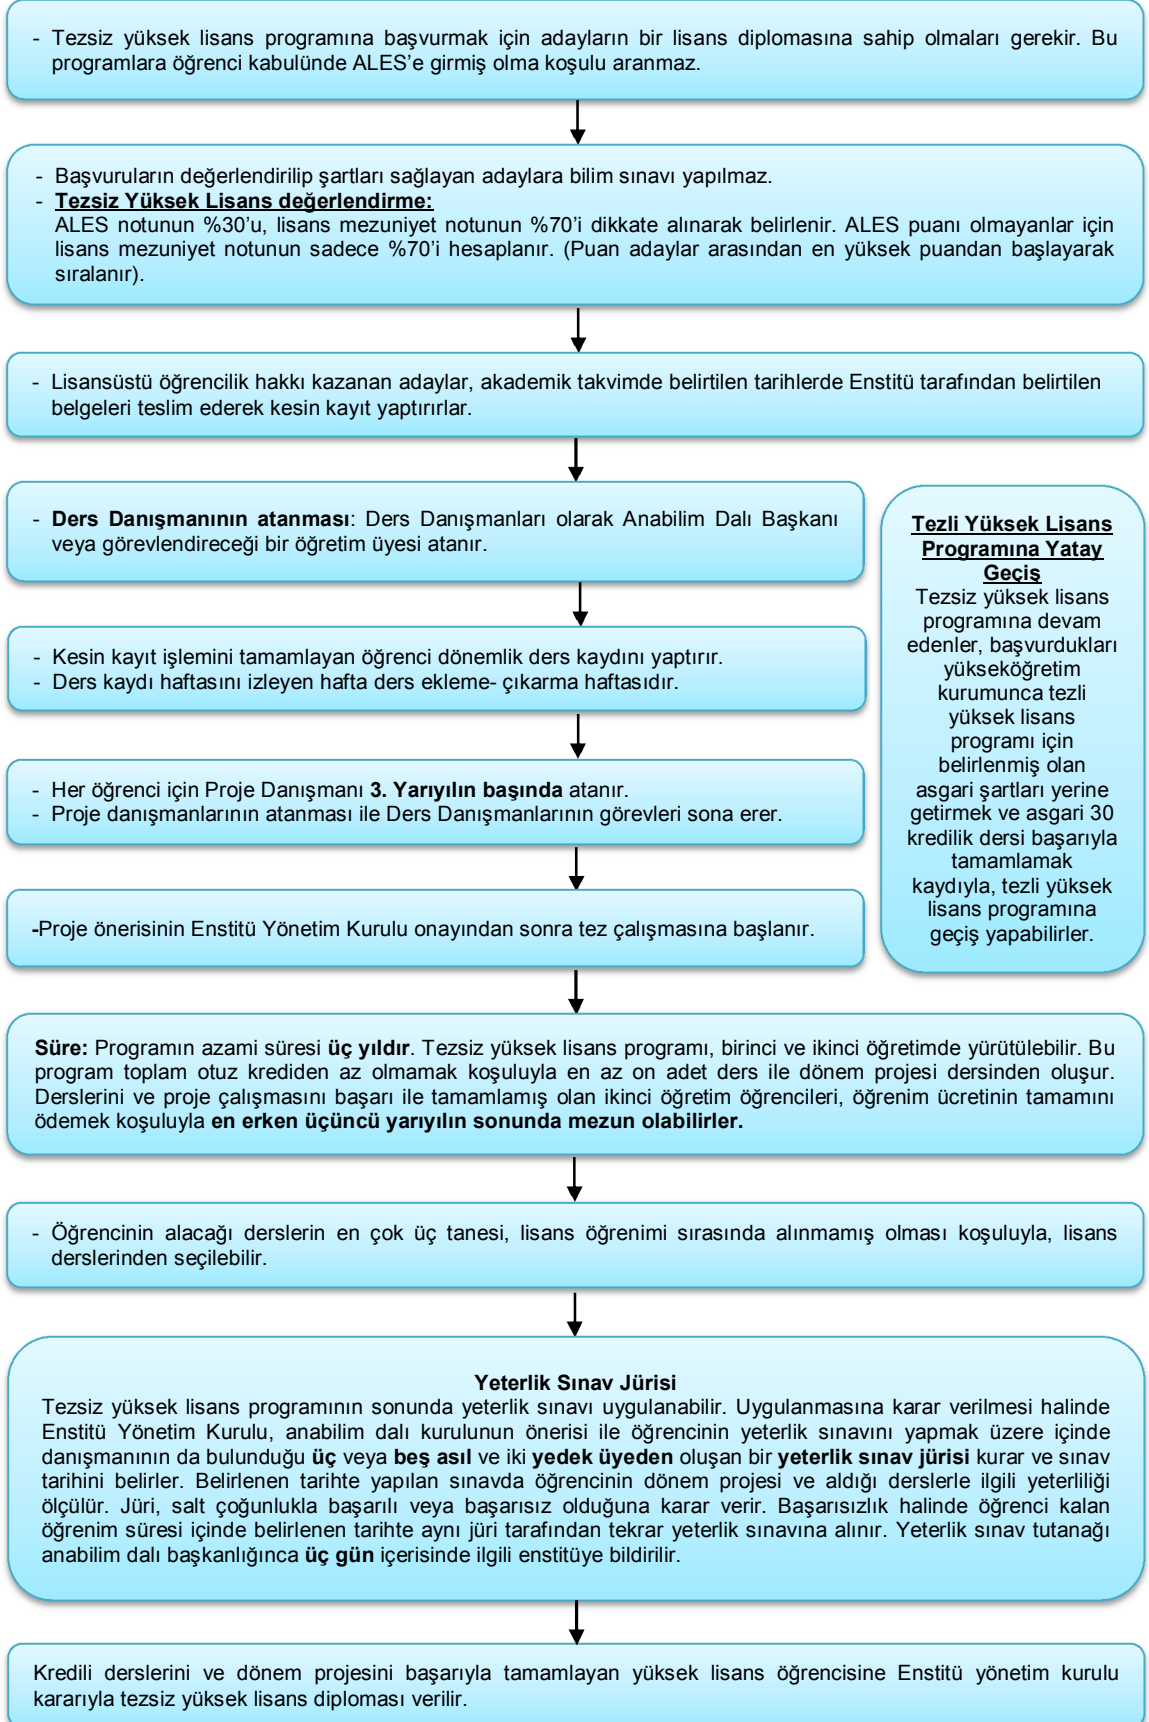 - Tezsiz yüksek lisans programına başvurmak için adayların bir lisans diplomasına sahip olmaları gerekir. Bu
programlara öğrenci kabulünde ALES’e girmiş olma koşulu aranmaz.
- Başvuruların değerlendirilip şartları sağlayan adaylara bilim sınavı yapılmaz.
- Tezsiz Yüksek Lisans değerlendirme:
ALES notunun %30’u, lisans mezuniyet notunun %70’i dikkate alınarak belirlenir. ALES puanı olmayanlar için
lisans mezuniyet notunun sadece %70’i hesaplanır. (Puan adaylar arasından en yüksek puandan başlayarak
sıralanır).
- Lisansüstü öğrencilik hakkı kazanan adaylar, akademik takvimde belirtilen tarihlerde Enstitü tarafından belirtilen
belgeleri teslim ederek kesin kayıt yaptırırlar.
- Ders Danışmanının atanması: Ders Danışmanları olarak Anabilim Dalı Başkanı
veya görevlendireceği bir öğretim üyesi atanır.
- Kesin kayıt işlemini tamamlayan öğrenci dönemlik ders kaydını yaptırır.
- Ders kaydı haftasını izleyen hafta ders ekleme- çıkarma haftasıdır.
- Her öğrenci için Proje Danışmanı 3. Yarıyılın başında atanır.
- Proje danışmanlarının atanması ile Ders Danışmanlarının görevleri sona erer.
-Proje önerisinin Enstitü Yönetim Kurulu onayından sonra tez çalışmasına başlanır.
Tezli Yüksek Lisans
Programına Yatay
Geçiş
Tezsiz yüksek lisans
programına devam
edenler, başvurdukları
yükseköğretim
kurumunca tezli
yüksek lisans
programı için
belirlenmiş olan
asgari şartları yerine
getirmek ve asgari 30
kredilik dersi başarıyla
tamamlamak
kaydıyla, tezli yüksek
lisans programına
geçiş yapabilirler.
Süre: Programın azami süresi üç yıldır. Tezsiz yüksek lisans programı, birinci ve ikinci öğretimde yürütülebilir. Bu
program toplam otuz krediden az olmamak koşuluyla en az on adet ders ile dönem projesi dersinden oluşur.
Derslerini ve proje çalışmasını başarı ile tamamlamış olan ikinci öğretim öğrencileri, öğrenim ücretinin tamamını
ödemek koşuluyla en erken üçüncü yarıyılın sonunda mezun olabilirler.
- Öğrencinin alacağı derslerin en çok üç tanesi, lisans öğrenimi sırasında alınmamış olması koşuluyla, lisans
derslerinden seçilebilir.
Yeterlik Sınav Jürisi
Tezsiz yüksek lisans programının sonunda yeterlik sınavı uygulanabilir. Uygulanmasına karar verilmesi halinde
Enstitü Yönetim Kurulu, anabilim dalı kurulunun önerisi ile öğrencinin yeterlik sınavını yapmak üzere içinde
danışmanının da bulunduğu üç veya beş asıl ve iki yedek üyeden oluşan bir yeterlik sınav jürisi kurar ve sınav
tarihini belirler. Belirlenen tarihte yapılan sınavda öğrencinin dönem projesi ve aldığı derslerle ilgili yeterliliği
ölçülür. Jüri, salt çoğunlukla başarılı veya başarısız olduğuna karar verir. Başarısızlık halinde öğrenci kalan
öğrenim süresi içinde belirlenen tarihte aynı jüri tarafından tekrar yeterlik sınavına alınır. Yeterlik sınav tutanağı
anabilim dalı başkanlığınca üç gün içerisinde ilgili enstitüye bildirilir.
Kredili derslerini ve dönem projesini başarıyla tamamlayan yüksek lisans öğrencisine Enstitü yönetim kurulu
kararıyla tezsiz yüksek lisans diploması verilir.